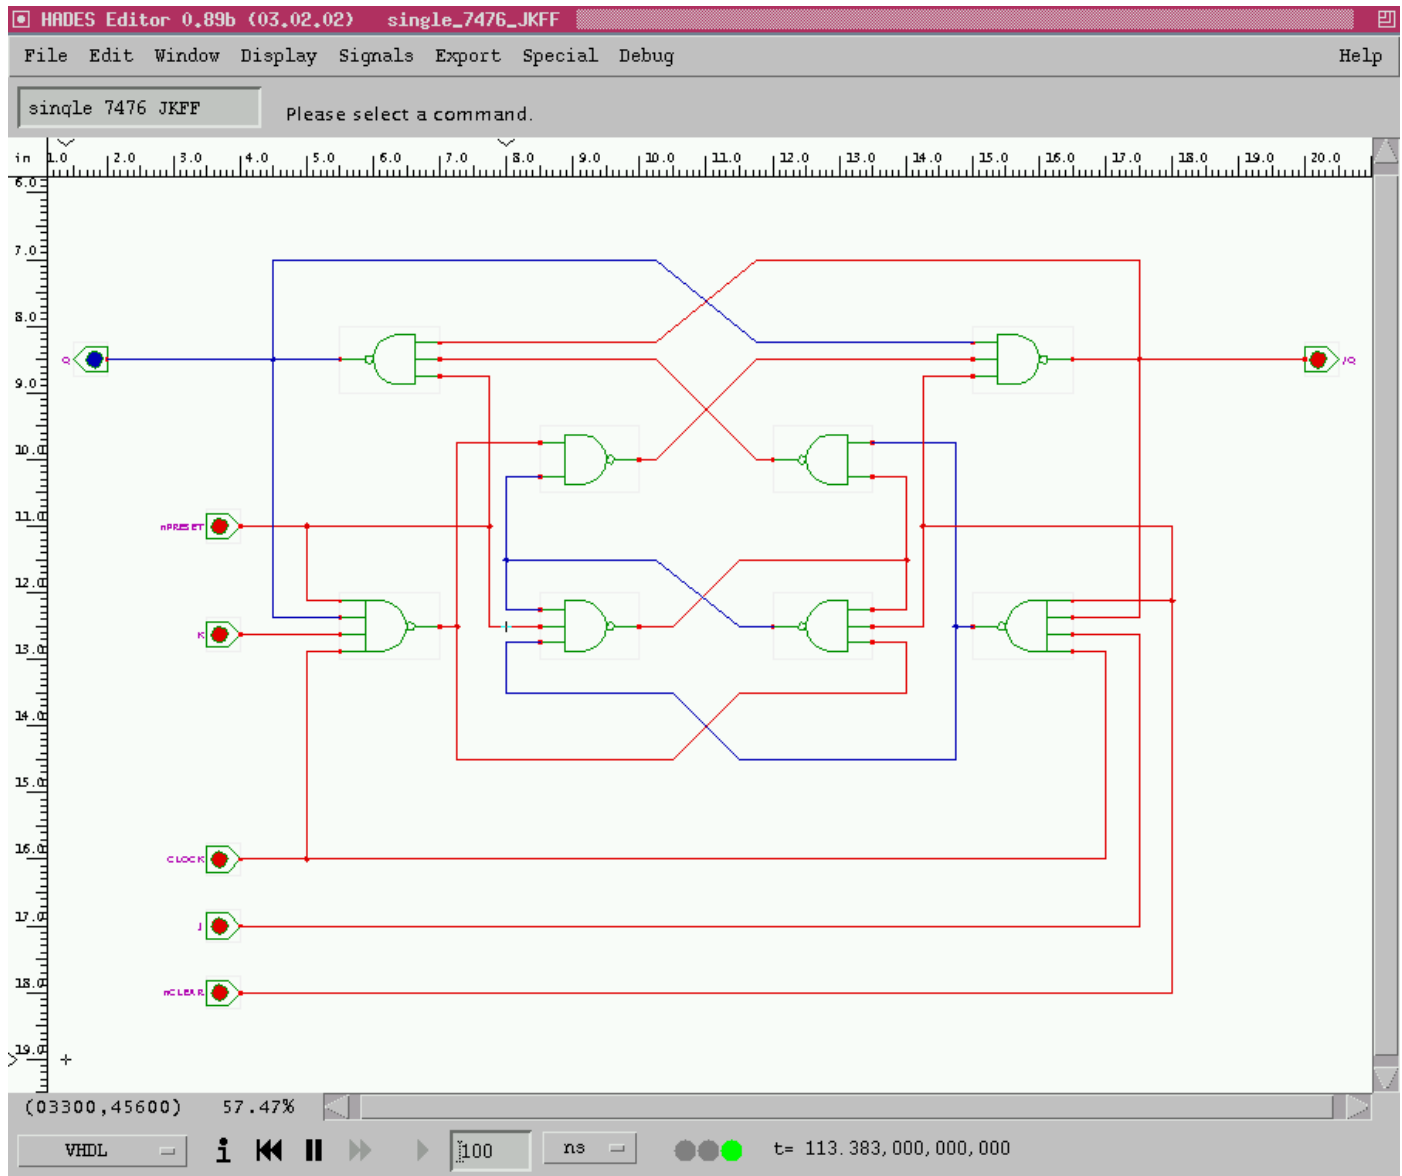 HADES Editor 0.89b (03.02.02) single_7476_JKFF
File Edit Window Display Signals Export Special Debug Help
single 7476 JKFF Please select a command.
in 1.0 2.0 3.0 4.0 5.0 6.0 7.0 8.0 9.0 10.0 11.0 12.0 13.0 14.0 15.0 16.0 17.0 18.0 19.0 20.0
6.0
7.0
8.0
Q /Q
9.0
10.0
11.0
nPRESET
12.0
K
13.0
14.0
15.0
16.0
CLOCK
17.0
J
18.0
nCLEAR
19.0
(03300,45600) 57.47%
VHDL 100 ns t= 113.383,000,000,000